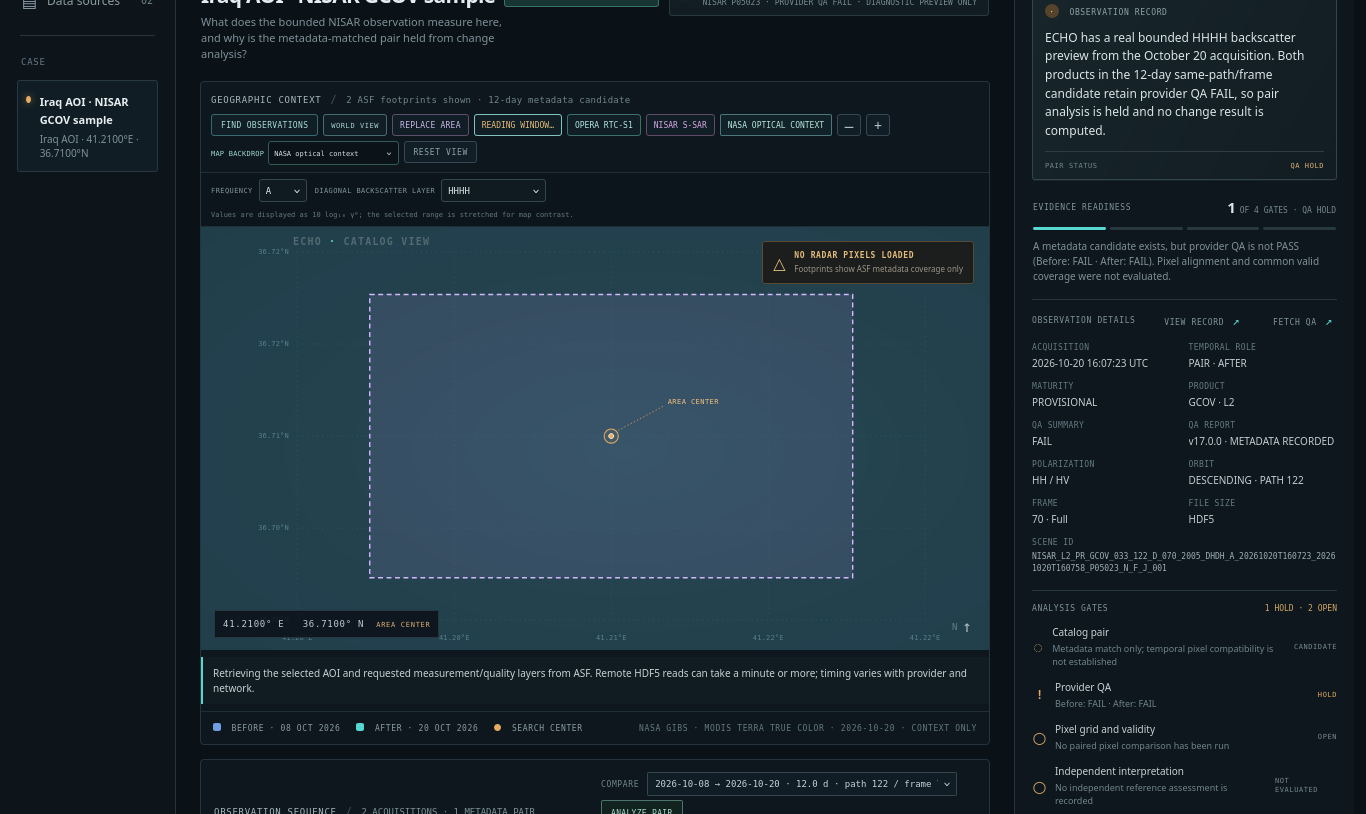 Data sources 02
CASE
Iraq AOI · NISAR
GCOV sample
Iraq AOI · 41.2100°E ·
36.7100°N
Iraq AOI · NISAR GCOV sample
NISAR P05023 · PROVIDER QA FAIL · DIAGNOSTIC PREVIEW ONLY
What does the bounded NISAR observation measure here,
and why is the metadata-matched pair held from change
analysis?
GEOGRAPHIC CONTEXT / 2 ASF footprints shown · 12-day metadata candidate
FIND OBSERVATIONS WORLD VIEW REPLACE AREA READING WINDOW… OPERA RTC-S1 NISAR S-SAR NASA OPTICAL CONTEXT — +
MAP BACKDROP NASA optical context RESET VIEW
FREQUENCY A DIAGONAL BACKSCATTER LAYER HHHH
Values are displayed as 10 log₁₀ γ⁰; the selected range is stretched for map contrast.
ECHO · CATALOG VIEW
36.72°N
NO RADAR PIXELS LOADED
Footprints show ASF metadata coverage only
36.72°N
AREA CENTER
36.71°N
36.70°N
41.2100° E 36.7100° N AREA CENTER
N ↑
41.20°E 41.21°E 41.22°E 41.22°E
Retrieving the selected AOI and requested measurement/quality layers from ASF. Remote HDF5 reads can take a minute or more; timing varies with provider and
network.
BEFORE · 08 OCT 2026 AFTER · 20 OCT 2026 SEARCH CENTER NASA GIBS · MODIS TERRA TRUE COLOR · 2026-10-20 · CONTEXT ONLY
COMPARE 2026-10-08 → 2026-10-20 · 12.0 d · path 122 / frame
OBSERVATION SEQUENCE / 2 ACQUISITIONS · 1 METADATA PAIR
ANALYZE PAIR
OBSERVATION RECORD
ECHO has a real bounded HHHH backscatter
preview from the October 20 acquisition. Both
products in the 12-day same-path/frame
candidate retain provider QA FAIL, so pair
analysis is held and no change result is
computed.
PAIR STATUS QA HOLD
EVIDENCE READINESS 1 OF 4 GATES · QA HOLD
A metadata candidate exists, but provider QA is not PASS
(Before: FAIL · After: FAIL). Pixel alignment and common valid
coverage were not evaluated.
OBSERVATION DETAILS VIEW RECORD ↗ FETCH QA ↗
ACQUISITION TEMPORAL ROLE
2026-10-20 16:07:23 UTC PAIR · AFTER
MATURITY PRODUCT
PROVISIONAL GCOV · L2
QA SUMMARY QA REPORT
FAIL v17.0.0 · METADATA RECORDED
POLARIZATION ORBIT
HH / HV DESCENDING · PATH 122
FRAME FILE SIZE
70 · Full HDF5
SCENE ID
NISAR_L2_PR_GCOV_033_122_D_070_2005_DHDH_A_20261020T160723_2026
1020T160758_P05023_N_F_J_001
ANALYSIS GATES 1 HOLD · 2 OPEN
Catalog pair
Metadata match only; temporal pixel compatibility is
not established
CANDIDATE
! Provider QA
Before: FAIL · After: FAIL
HOLD
Pixel grid and validity
No paired pixel comparison has been run
OPEN
Independent interpretation
No independent reference assessment is
recorded
NOT
EVALUATED